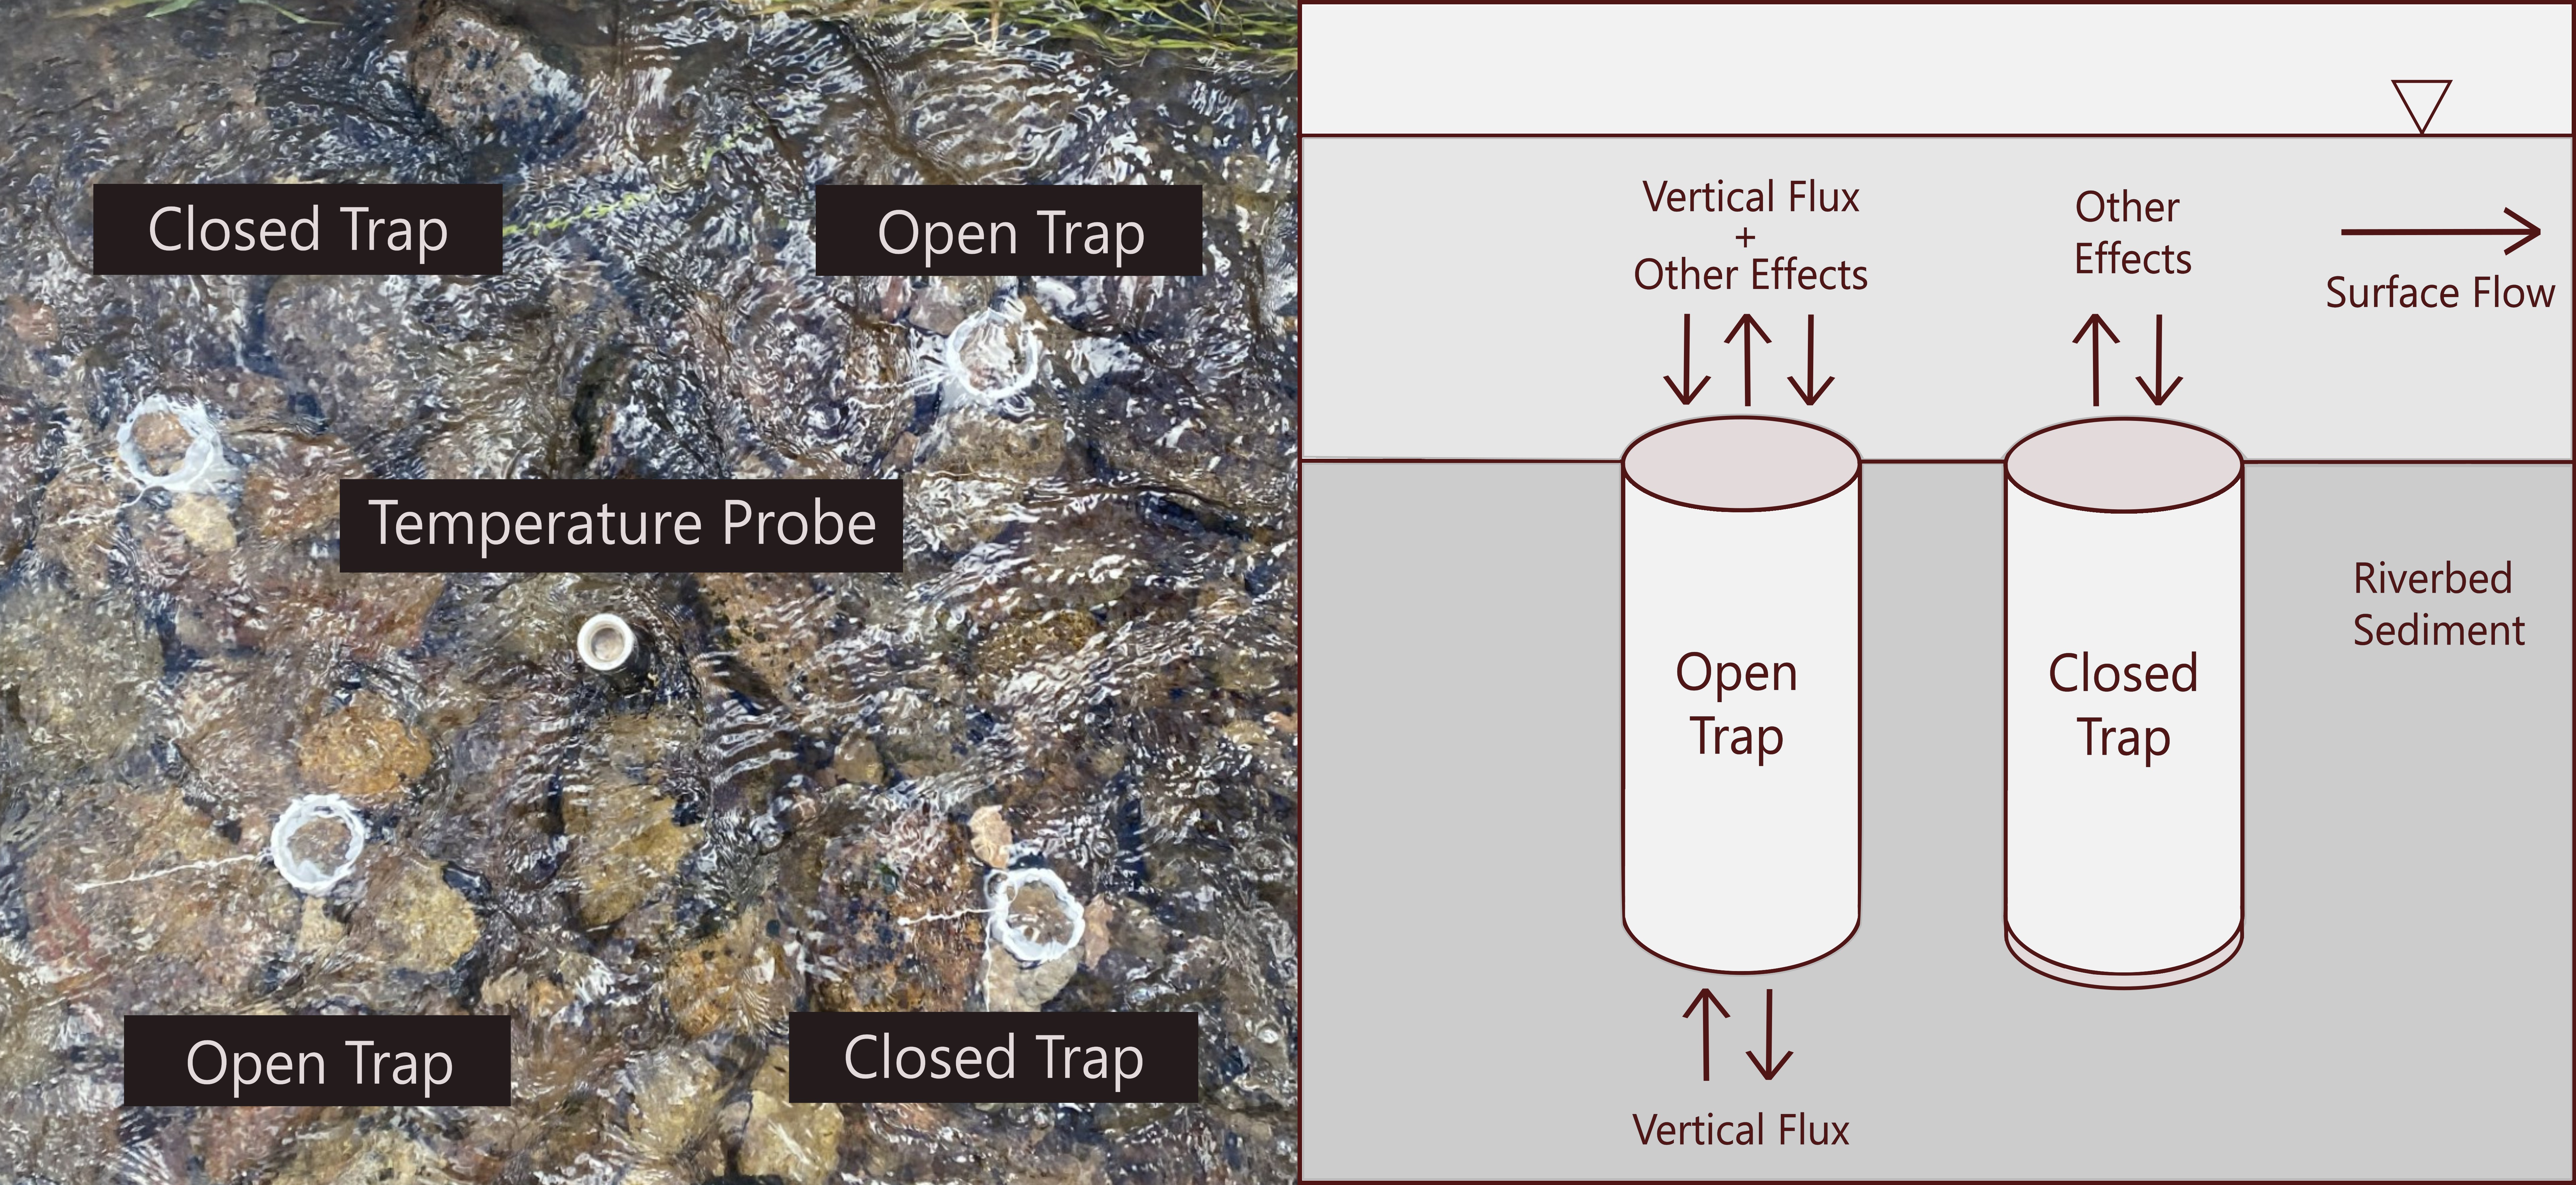 Closed Trap
Open Trap
Temperature Probe
Open Trap
Closed Trap
Vertical Flux
+
Other Effects
Other
Effects
Surface Flow
Open
Trap
Closed
Trap
Riverbed
Sediment
Vertical Flux